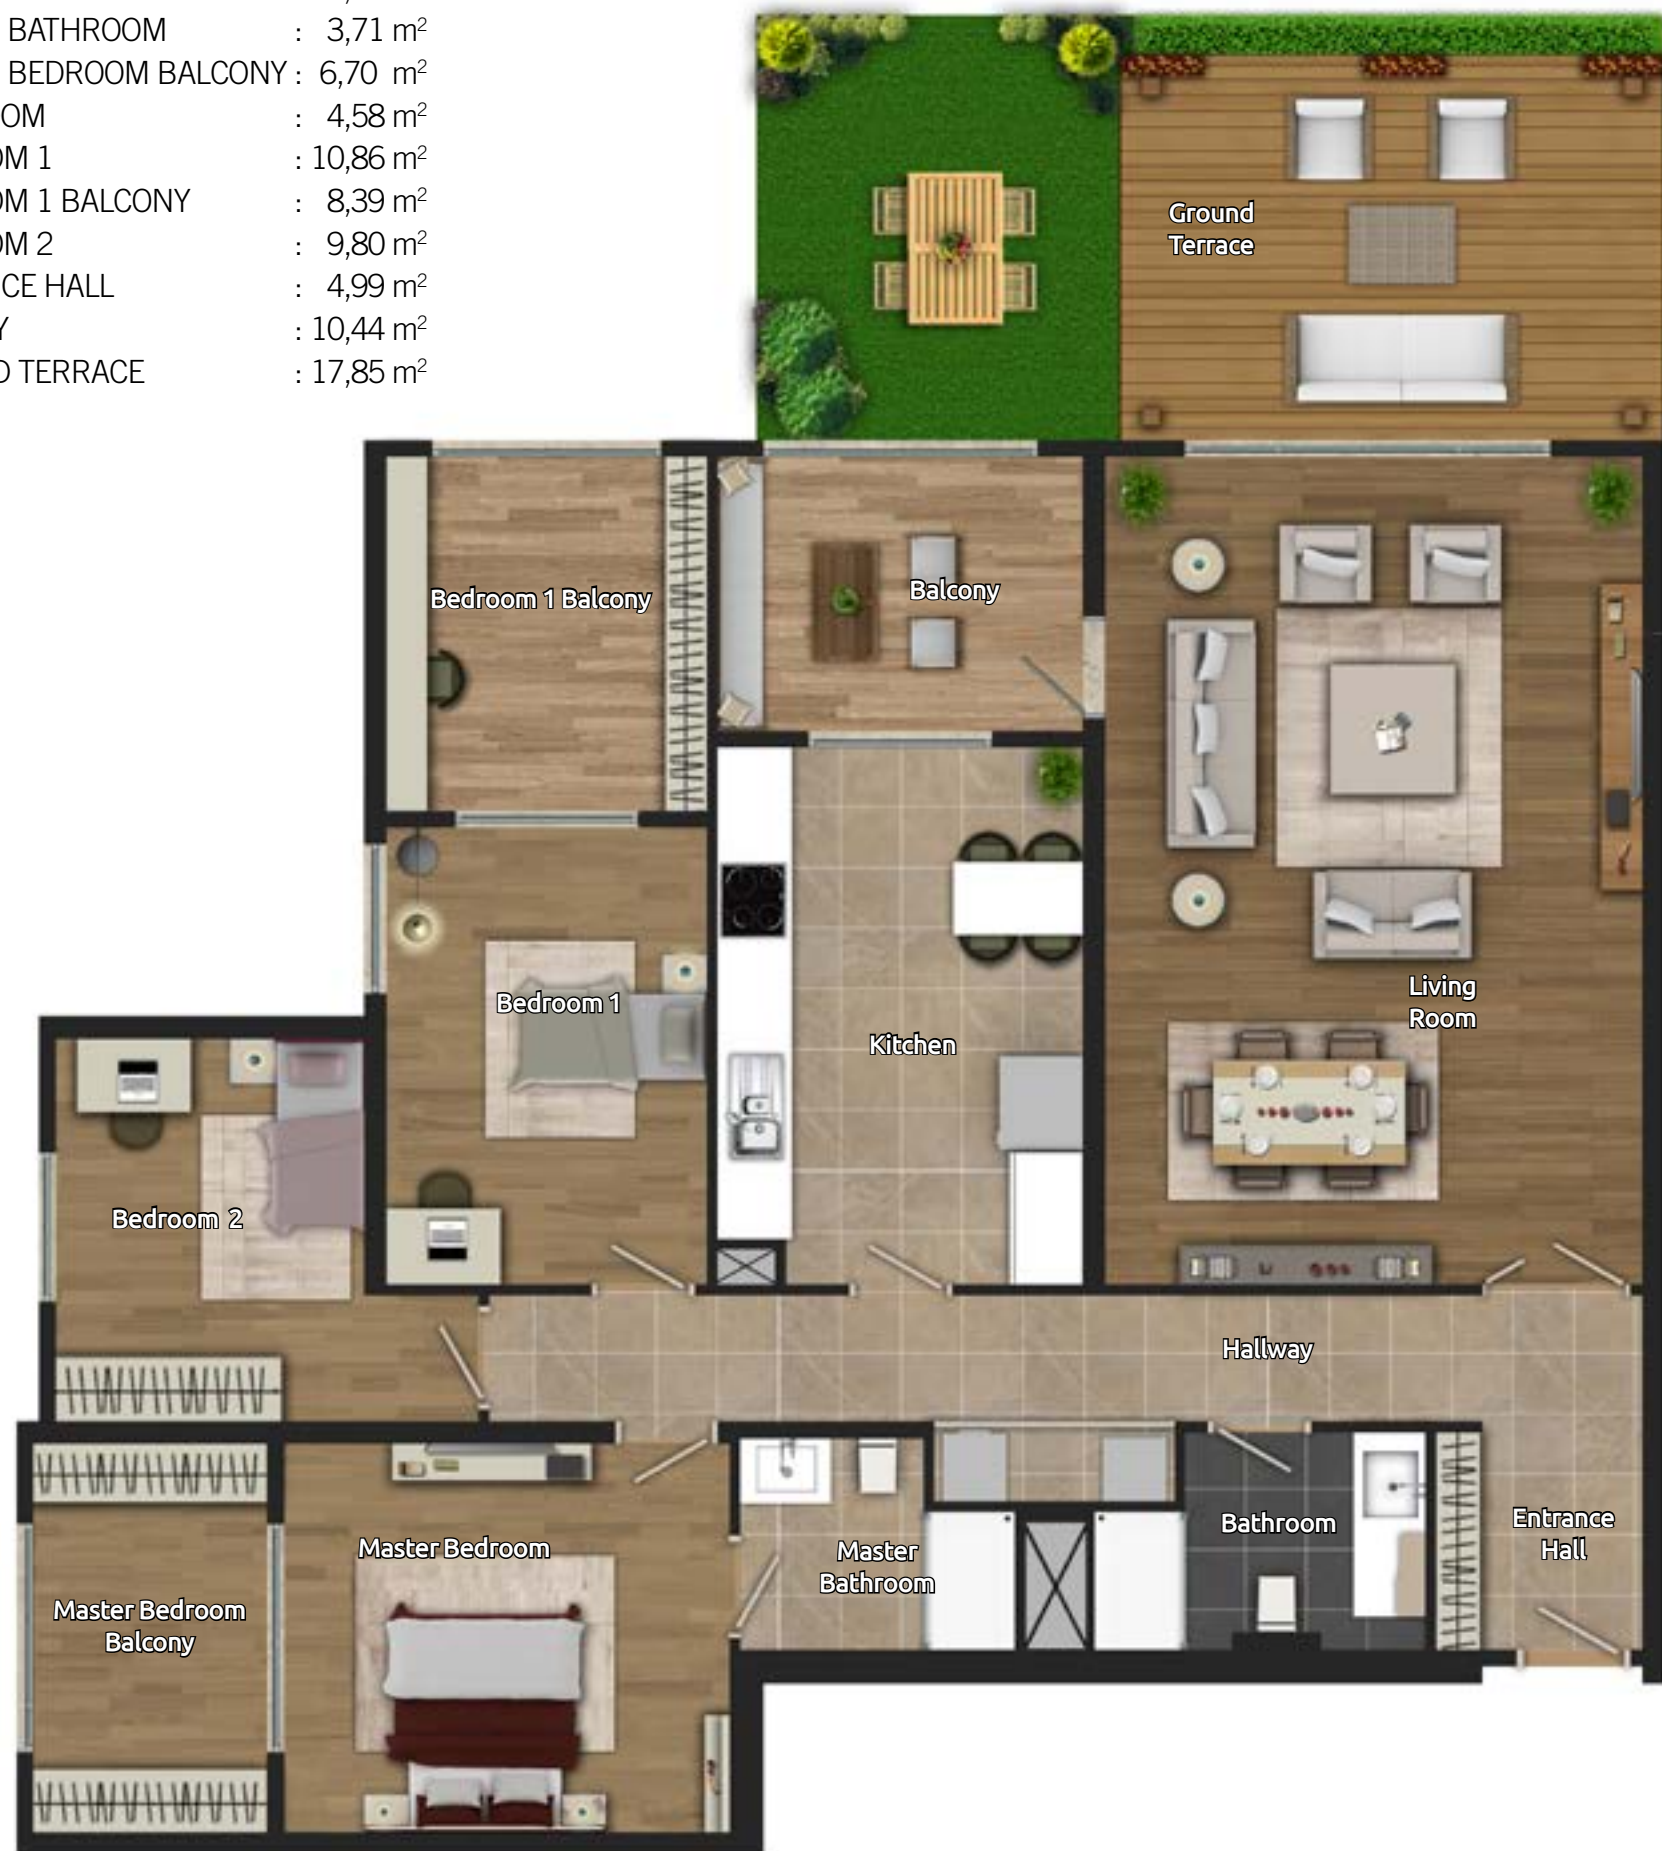 BATHROOM : 3,71 m²
BEDROOM BALCONY : 6,70 m²
OM : 4,58 m²
OM 1 : 10,86 m²
OM 1 BALCONY : 8,39 m²
OM 2 : 9,80 m²
CE HALL : 4,99 m²
Y : 10,44 m²
D TERRACE : 17,85 m²
Ground
Terrace
Bedroom 1 Balcony
Balcony
Bedroom 1
Living
Room
Kitchen
Bedroom 2
Hallway
Master Bedroom
Master
Bathroom
Bathroom
Entrance
Hall
Master Bedroom
Balcony